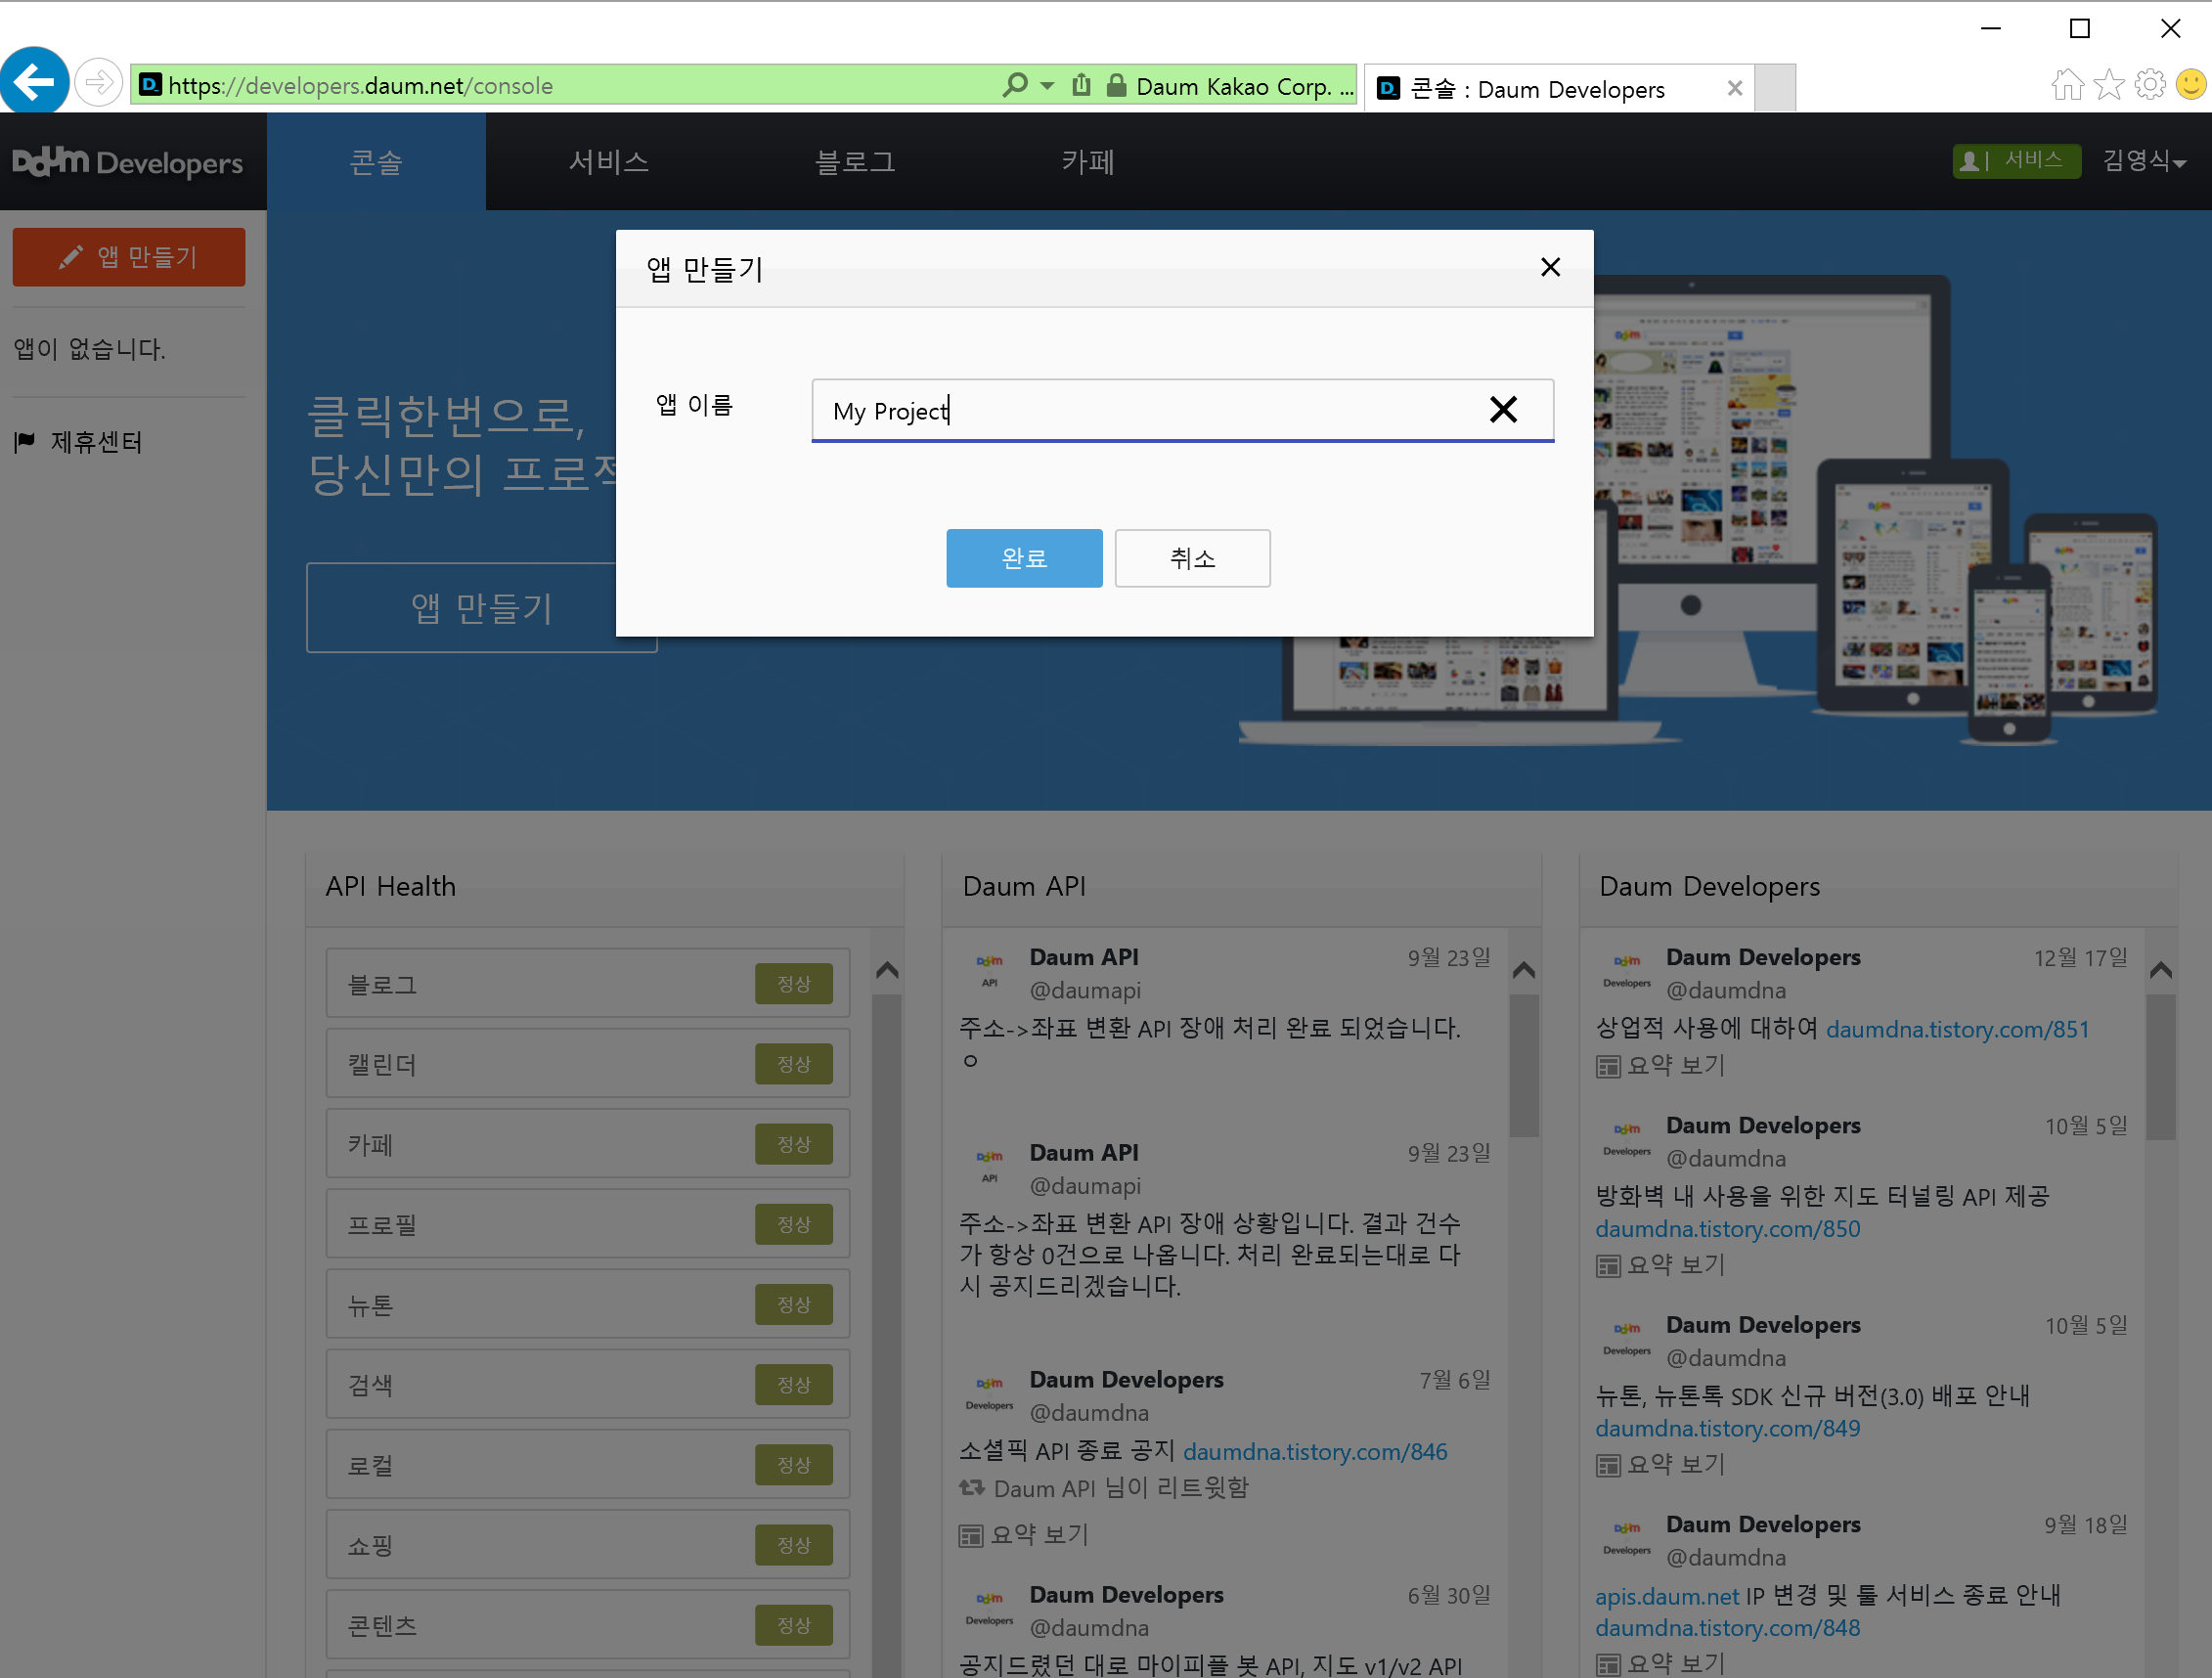 https://developers.daum.net/console
Daum Kakao Corp. ...
콘솔 : Daum Developers
Daum Developers
콘솔
서비스
블로그
카페
서비스
김영식
앱 만들기
앱이 없습니다.
제휴센터
클릭한번으로,
당신만의 프로젝
앱 만들기
앱 만들기
앱 이름
My Project
완료
취소
API Health
블로그 정상
캘린더 정상
카페 정상
프로필 정상
뉴톤 정상
검색 정상
로컬 정상
쇼핑 정상
콘텐츠 정상
Daum API
Daum API 9월 23일
@daumapi
주소->좌표 변환 API 장애 처리 완료 되었습니다.
ㅇ
Daum API 9월 23일
@daumapi
주소->좌표 변환 API 장애 상황입니다. 결과 건수
가 항상 0건으로 나옵니다. 처리 완료되는대로 다
시 공지드리겠습니다.
Daum Developers 7월 6일
@daumdna
소셜픽 API 종료 공지 daumdna.tistory.com/846
Daum API 님이 리트윗함
요약 보기
Daum Developers 6월 30일
@daumdna
공지드렸던 대로 마이피플 봇 API, 지도 v1/v2 API
Daum Developers
Daum Developers 12월 17일
@daumdna
상업적 사용에 대하여 daumdna.tistory.com/851
요약 보기
Daum Developers 10월 5일
@daumdna
방화벽 내 사용을 위한 지도 터널링 API 제공
daumdna.tistory.com/850
요약 보기
Daum Developers 10월 5일
@daumdna
뉴톤, 뉴톤톡 SDK 신규 버전(3.0) 배포 안내
daumdna.tistory.com/849
요약 보기
Daum Developers 9월 18일
@daumdna
apis.daum.net IP 변경 및 툴 서비스 종료 안내
daumdna.tistory.com/848
요약 보기